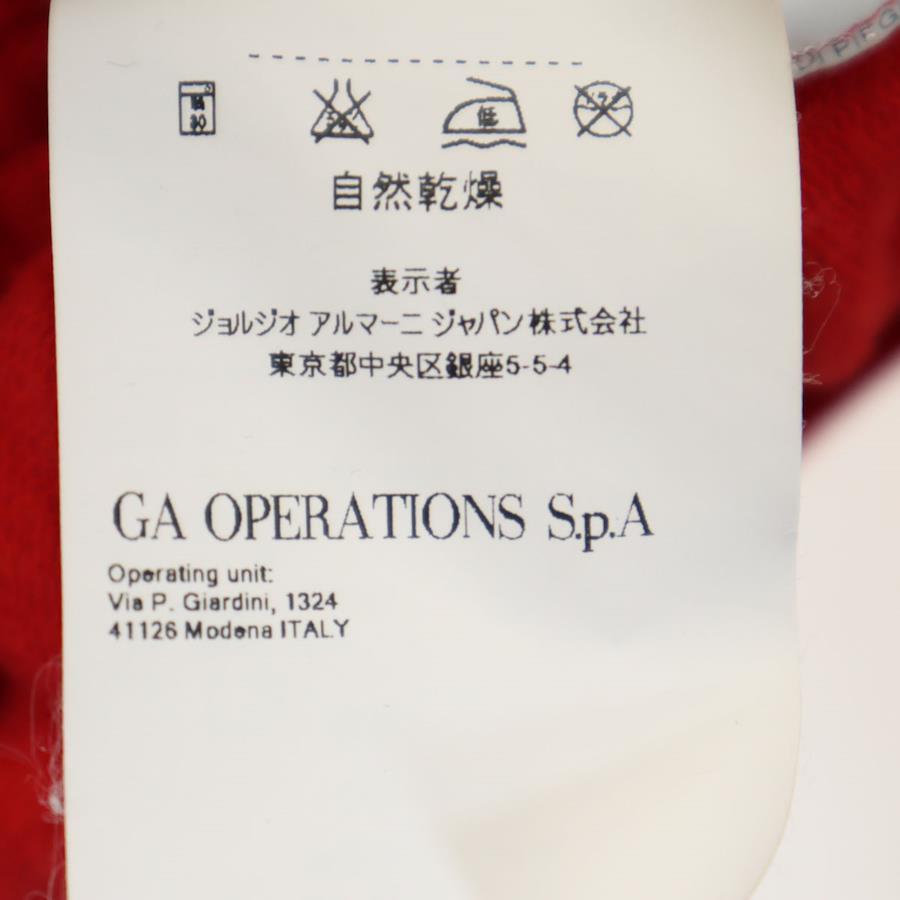 30
低
自然乾燥
表示者
ジョルジオ アルマーニ ジャパン株式会社
東京都中央区銀座5-5-4
GA OPERATIONS S.p.A
Operating unit:
Via P. Giardini, 1324
41126 Modena ITALY